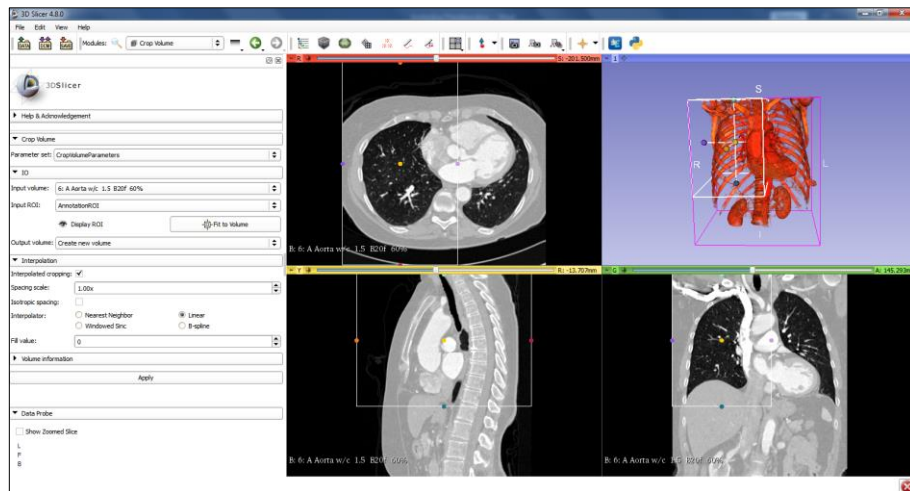 3D Slicer 4.8.0
File Edit View Help
Modules: Crop Volume
3DSlicer
Help & Acknowledgement
Crop Volume
Parameter set: CropVolumeParameters
IO
Input volume: 6: A Aorta w/c 1.5 B20f 60%
Input ROI: AnnotationROI
Display ROI Fit to Volume
Output volume: Create new volume
Interpolation
Interpolated cropping:
Spacing scale: 1.00x
Isotropic spacing:
Interpolator: Nearest Neighbor Linear
Windowed Sinc B-spline
Fill value: 0
Volume information
Apply
Data Probe
Show Zoomed Slice
L
F
B
R S: -201.500mm
B: 6: A Aorta w/c 1.5 B20f 60%
1
S
R L
I
Y R: -13.707mm
B: 6: A Aorta w/c 1.5 B20f 60%
G A: 145.293mm
B: 6: A Aorta w/c 1.5 B20f 60%